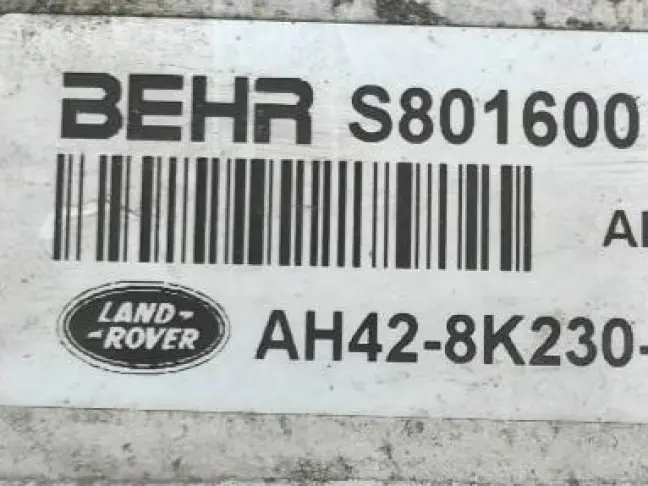 BEHR S801600
LAND-
-ROVER
AH42-8K230-